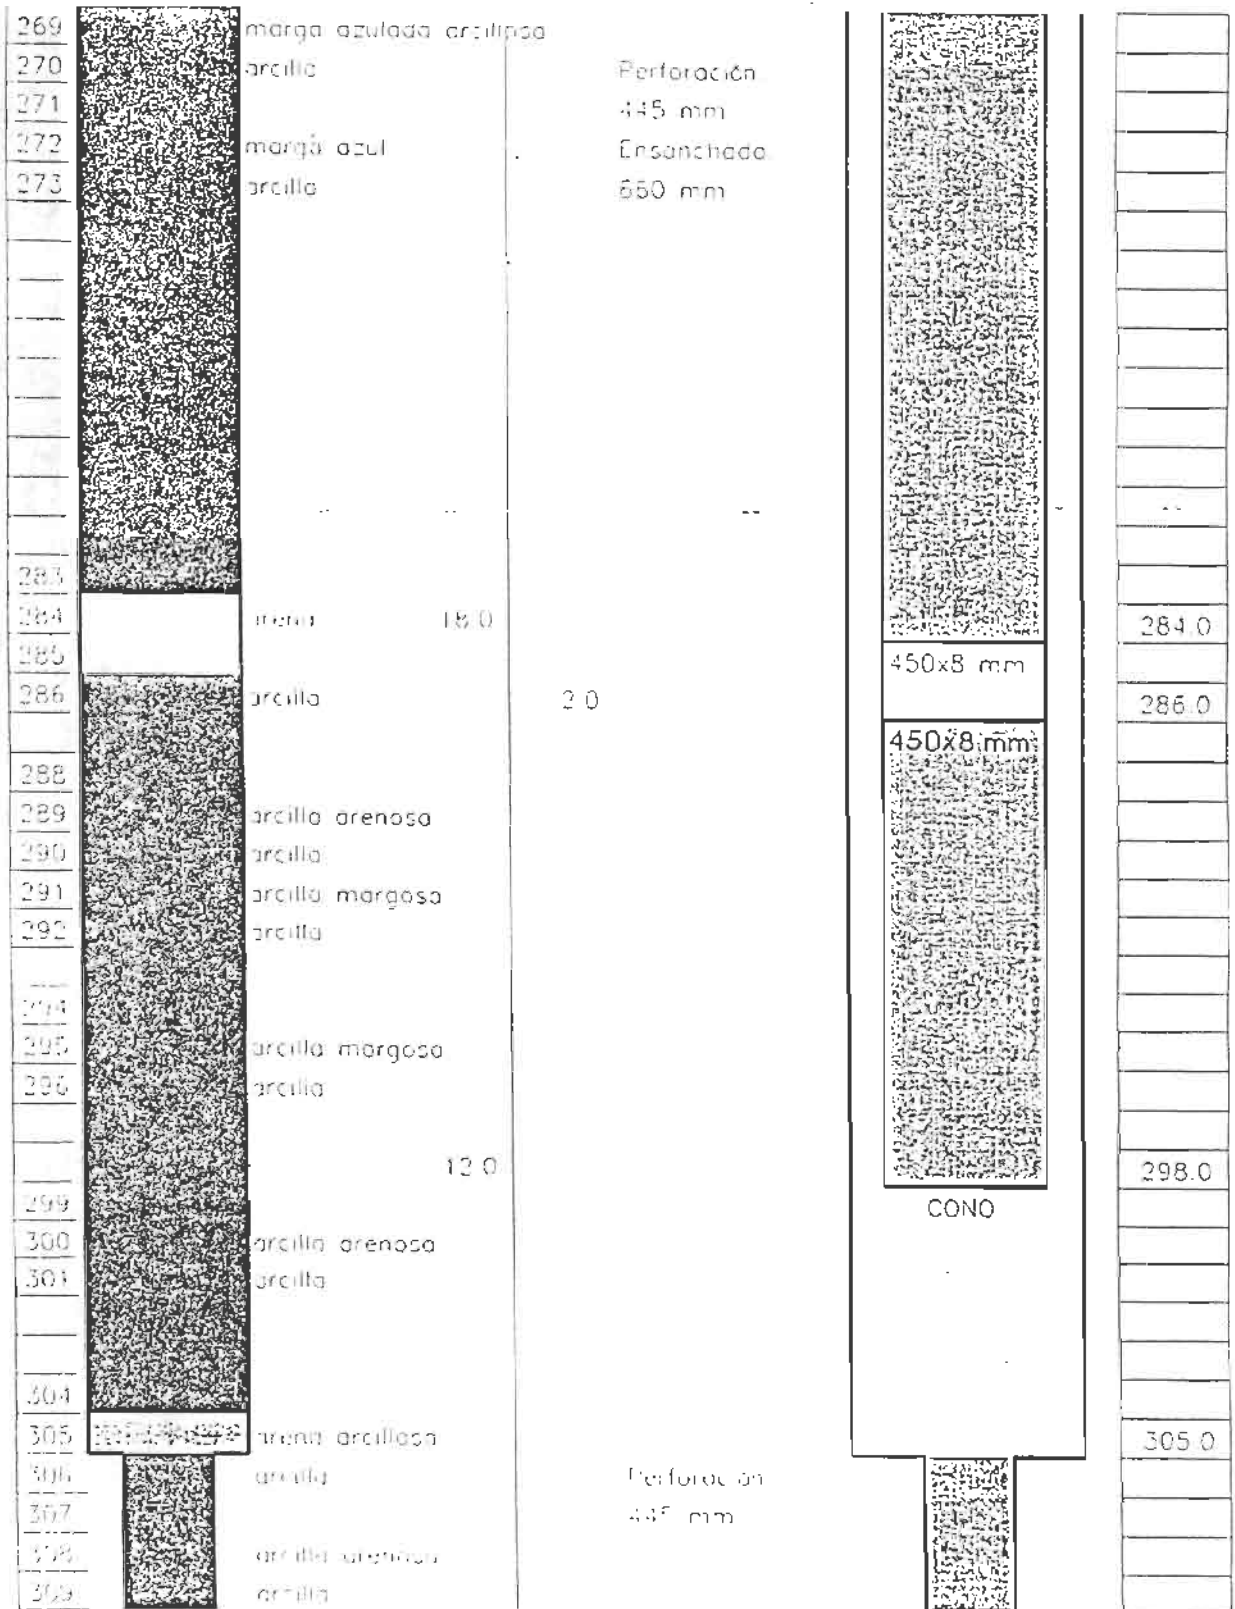 269 marga azulada arcillosa
270 arcilla Perforación
271 445 mm
272 marga azul Ensanchado
273 arcilla 650 mm
283
284 arena 18.0 284.0
285 450x8 mm
286 arcilla 2.0 286.0
450x8 mm
288
289 arcilla arenosa
290 arcilla
291 arcilla margosa
292 arcilla
294
295 arcilla margosa
296 arcilla
12.0 298.0
299 CONO
300 arcilla arenosa
301 arcilla
304
305 arena arcillosa 305.0
306 arcilla Perforación
307 445 mm
308 arcilla arenosa
309 arcilla